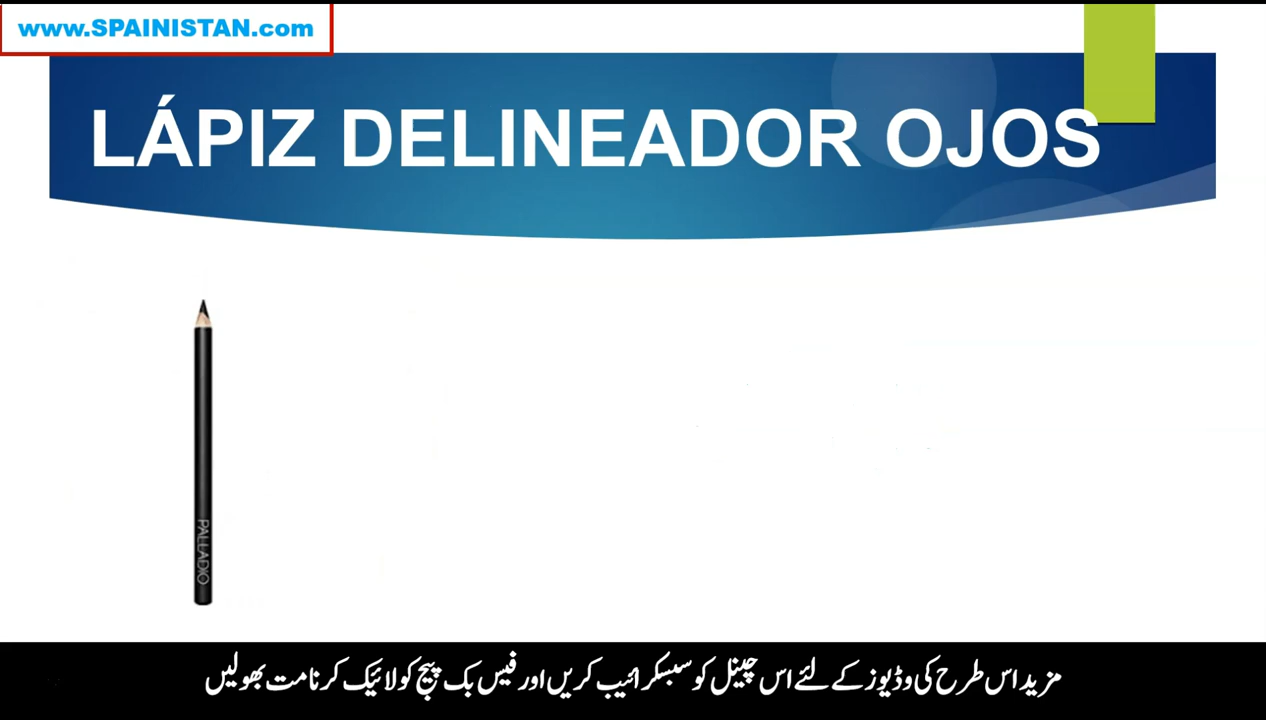 www.SPAINISTAN.com
LÁPIZ DELINEADOR OJOS
PALLADIO
مزید اس طرح کی وڈیوز کے لئے اس چینل کو سبسکرائیب کریں اور فیس بک پیج کو لائیک کرنا مت بھولیں